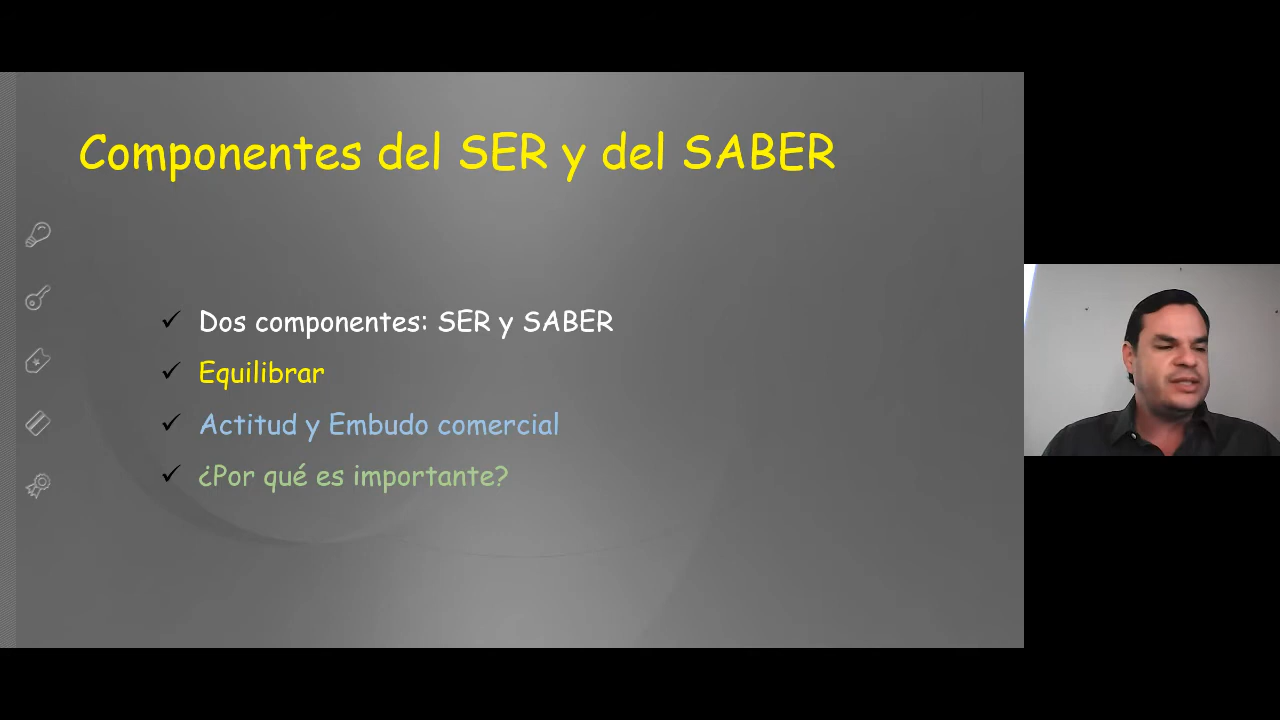 Componentes del SER y del SABER
Dos componentes: SER y SABER
Equilibrar
Actitud y Embudo comercial
¿Por qué es importante?